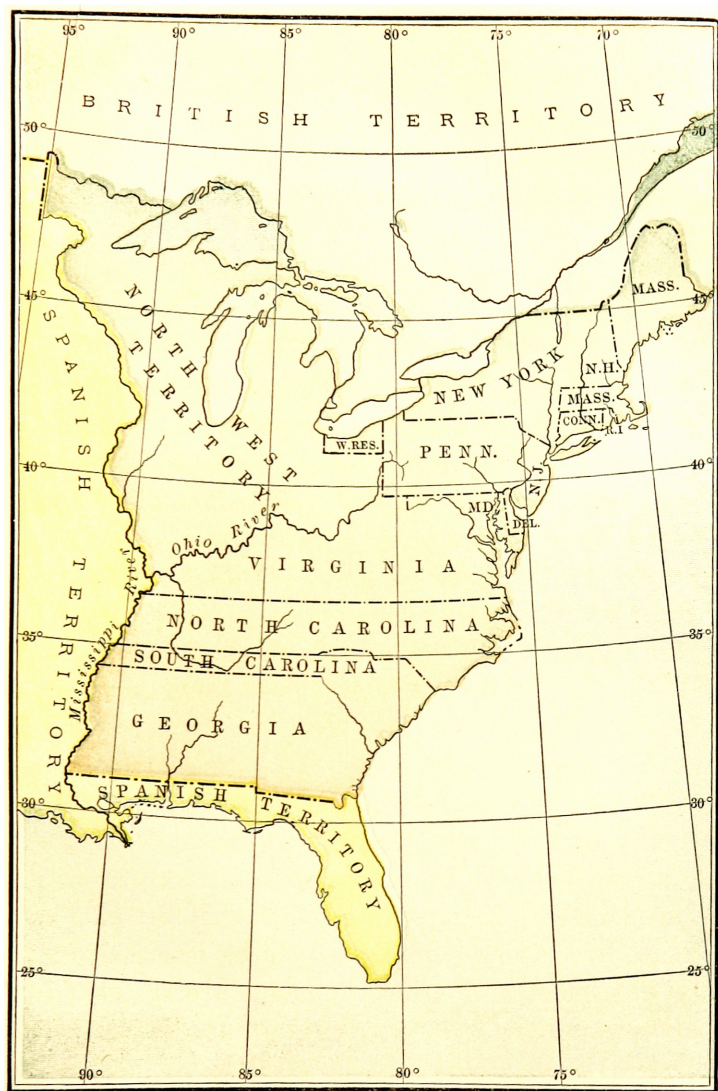 95°
90°
85°
80°
75°
70°
BRITISH TERRITORY
50°
50°
45°
45°
NORTH WEST
TERRITORY
SPANISH TERRITORY
MASS.
N.H.
NEW YORK
MASS.
CONN.
R.I
W.RES.
PENN.
N.J.
40°
40°
MD
DEL.
Ohio River
VIRGINIA
Mississippi River
NORTH CAROLINA
35°
35°
SOUTH CAROLINA
GEORGIA
SPANISH TERRITORY
30°
30°
25°
25°
90°
85°
80°
75°